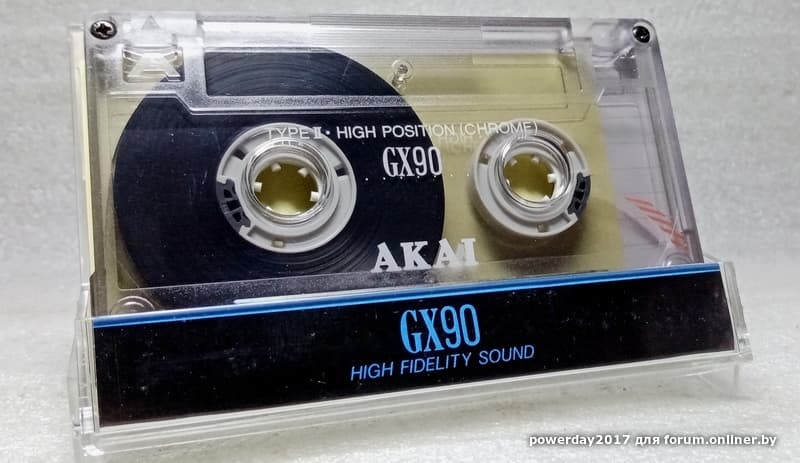 TYPE II • HIGH POSITION (CHROME)
GX90
AKAI
GX90
HIGH FIDELITY SOUND
powerday2017 для forum.onliner.by